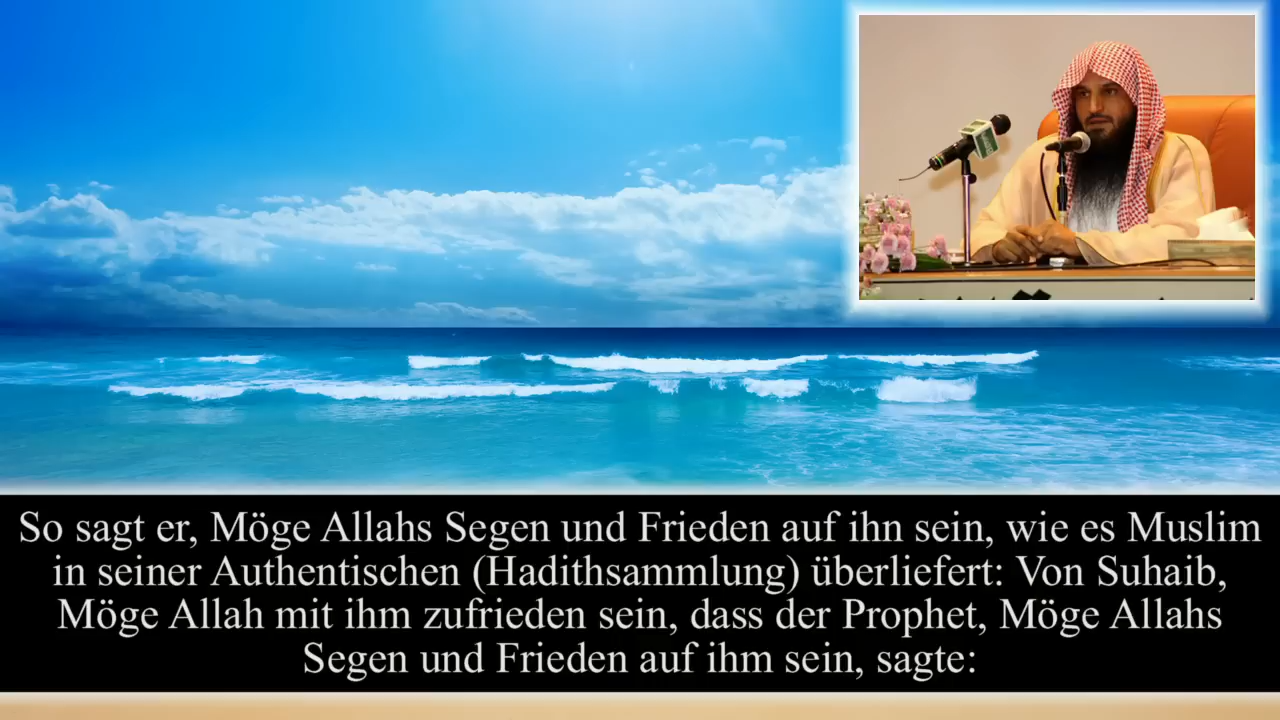 So sagt er, Möge Allahs Segen und Frieden auf ihn sein, wie es Muslim
in seiner Authentischen (Hadithsammlung) überliefert: Von Suhaib,
Möge Allah mit ihm zufrieden sein, dass der Prophet, Möge Allahs
Segen und Frieden auf ihm sein, sagte: